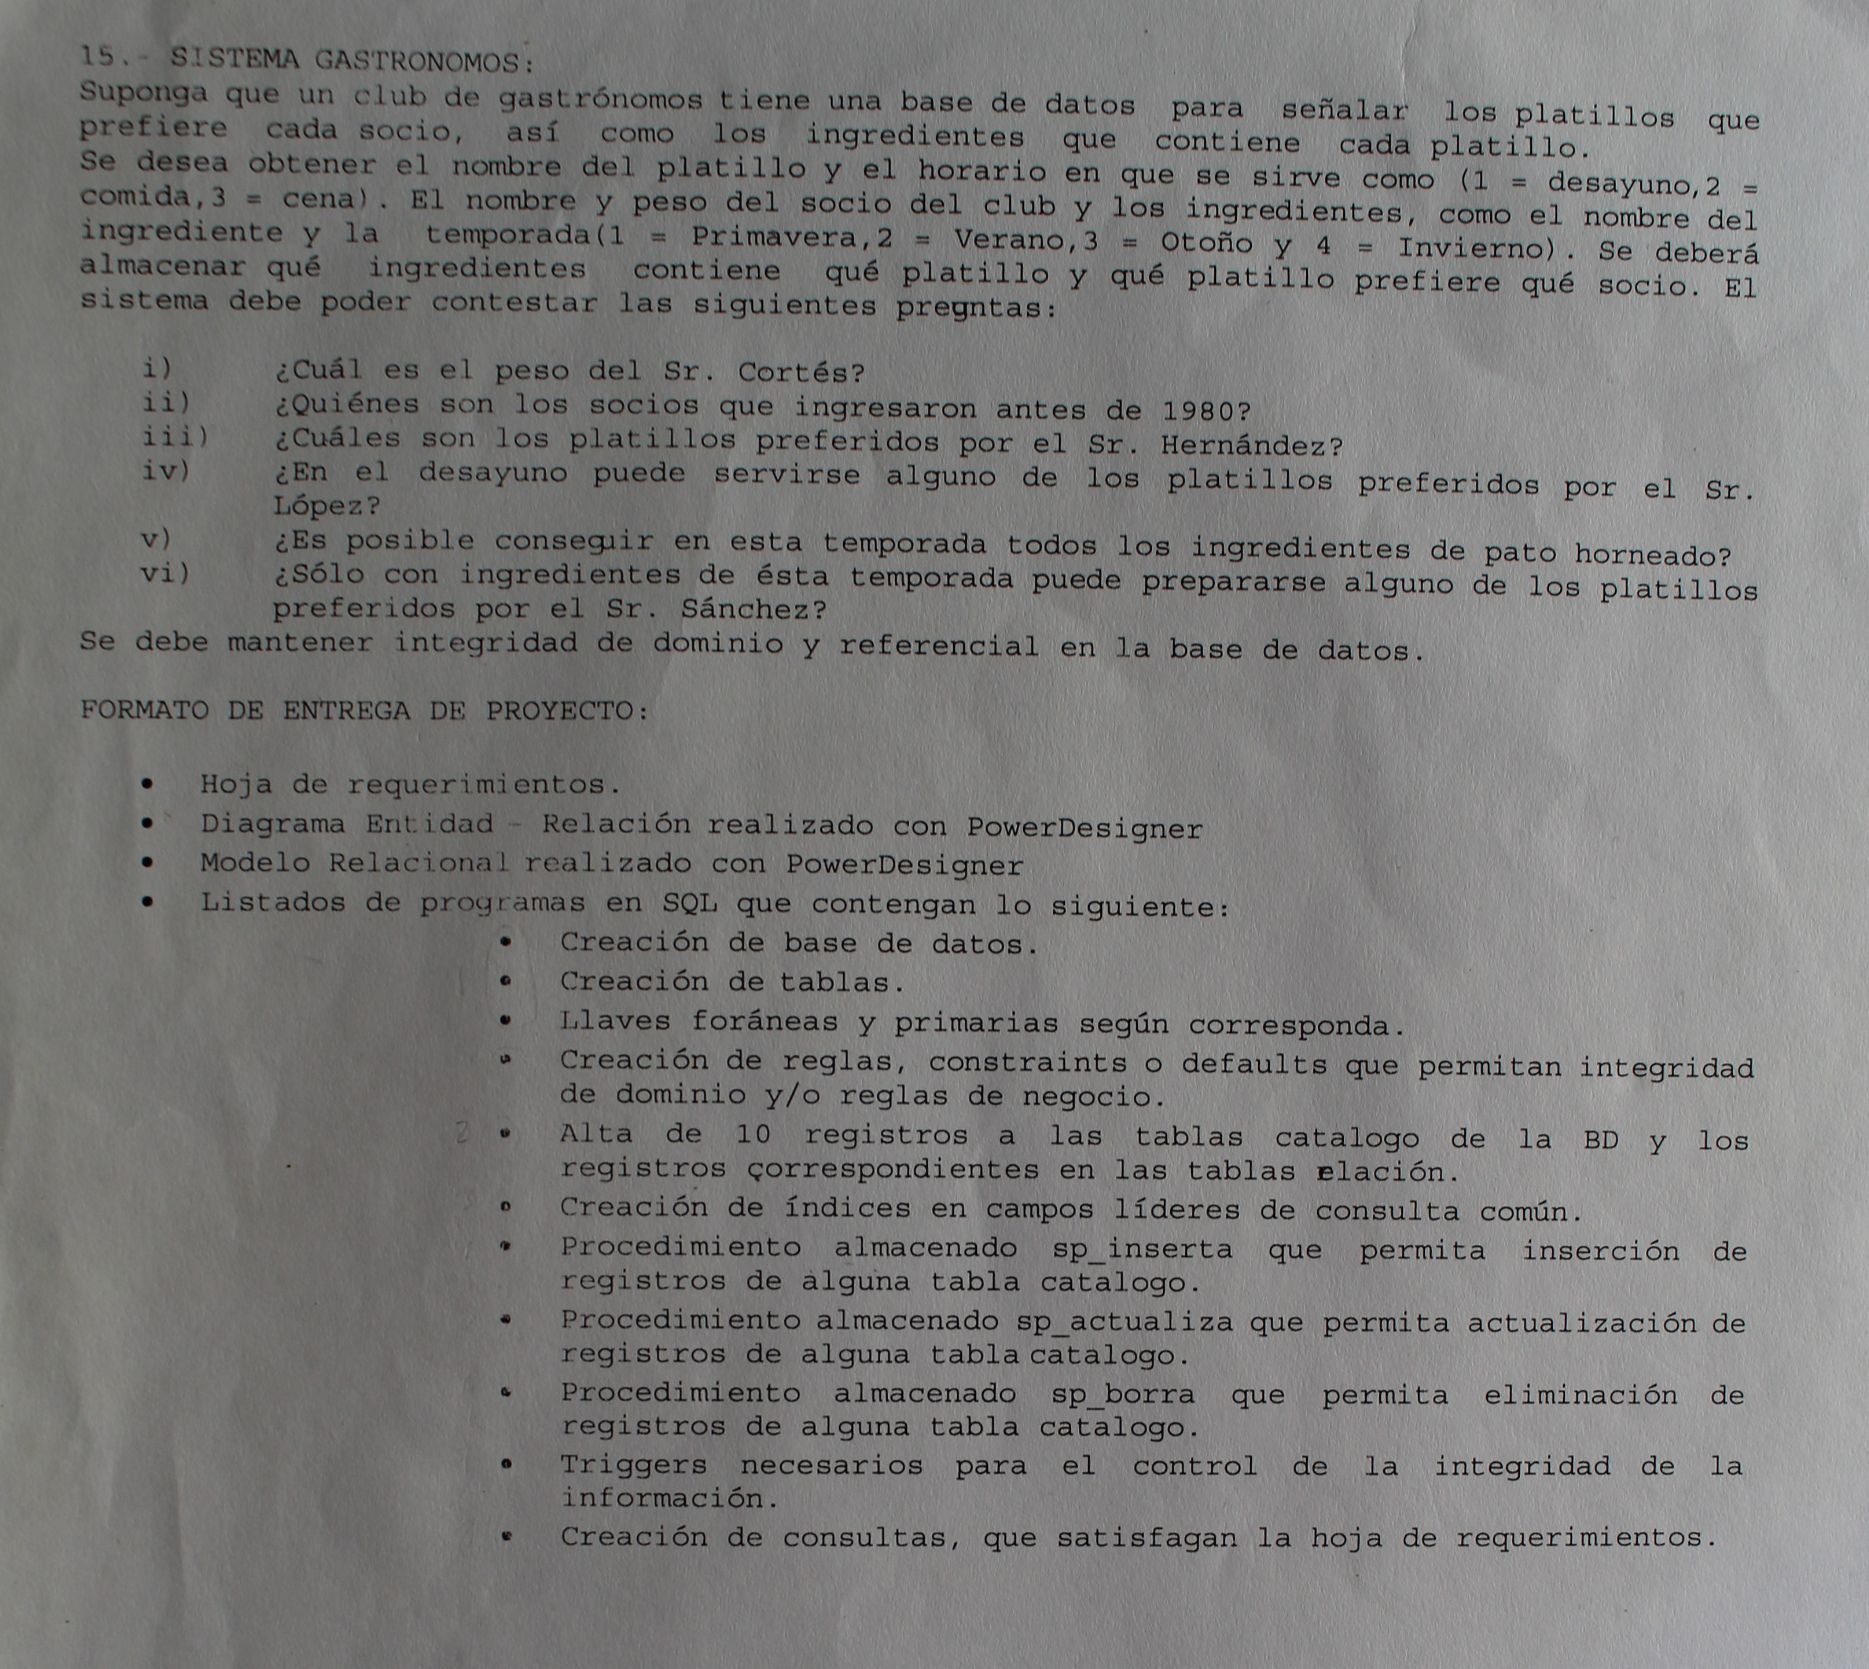 15.- SISTEMA GASTRONOMOS:
Suponga que un club de gastrónomos tiene una base de datos para señalar los platillos que
prefiere cada socio, así como los ingredientes que contiene cada platillo.
Se desea obtener el nombre del platillo y el horario en que se sirve como (1 = desayuno,2 =
comida,3 = cena). El nombre y peso del socio del club y los ingredientes, como el nombre del
ingrediente y la temporada(1 = Primavera,2 = Verano,3 = Otoño y 4 = Invierno). Se deberá
almacenar qué ingredientes contiene qué platillo y qué platillo prefiere qué socio. El
sistema debe poder contestar las siguientes pregntas:
i) ¿Cuál es el peso del Sr. Cortés?
ii) ¿Quiénes son los socios que ingresaron antes de 1980?
iii) ¿Cuáles son los platillos preferidos por el Sr. Hernández?
iv) ¿En el desayuno puede servirse alguno de los platillos preferidos por el Sr.
López?
v) ¿Es posible conseguir en esta temporada todos los ingredientes de pato horneado?
vi) ¿Sólo con ingredientes de ésta temporada puede prepararse alguno de los platillos
preferidos por el Sr. Sánchez?
Se debe mantener integridad de dominio y referencial en la base de datos.
FORMATO DE ENTREGA DE PROYECTO:
• Hoja de requerimientos.
• Diagrama Entidad - Relación realizado con PowerDesigner
• Modelo Relacional realizado con PowerDesigner
• Listados de programas en SQL que contengan lo siguiente:
• Creación de base de datos.
• Creación de tablas.
• Llaves foráneas y primarias según corresponda.
• Creación de reglas, constraints o defaults que permitan integridad
de dominio y/o reglas de negocio.
2 • Alta de 10 registros a las tablas catalogo de la BD y los
registros correspondientes en las tablas elación.
• Creación de índices en campos líderes de consulta común.
• Procedimiento almacenado sp_inserta que permita inserción de
registros de alguna tabla catalogo.
• Procedimiento almacenado sp_actualiza que permita actualización de
registros de alguna tabla catalogo.
• Procedimiento almacenado sp_borra que permita eliminación de
registros de alguna tabla catalogo.
• Triggers necesarios para el control de la integridad de la
información.
• Creación de consultas, que satisfagan la hoja de requerimientos.